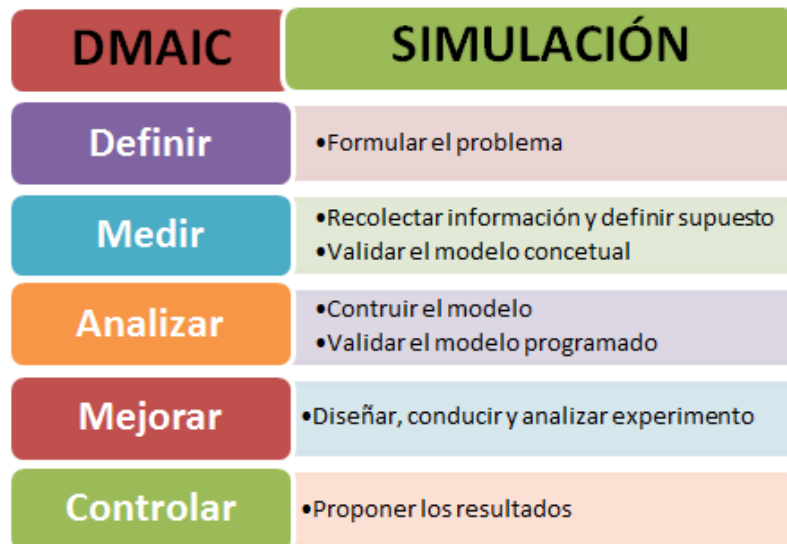 DMAIC
SIMULACIÓN
Definir
•Formular el problema
Medir
•Recolectar información y definir supuesto
•Validar el modelo concetual
Analizar
•Contruir el modelo
•Validar el modelo programado
Mejorar
•Diseñar, conducir y analizar experimento
Controlar
•Proponer los resultados